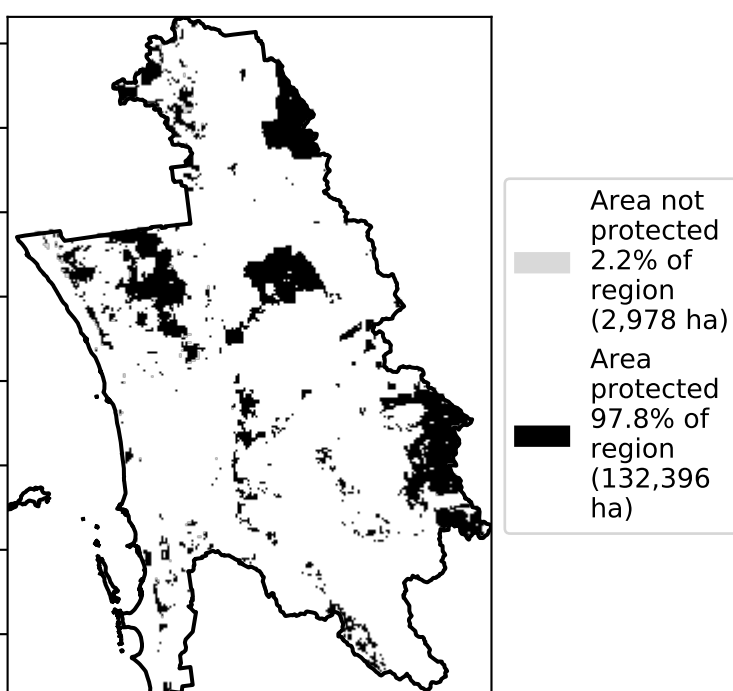 Area not
protected
2.2% of
region
(2,978 ha)
Area
protected
97.8% of
region
(132,396
ha)